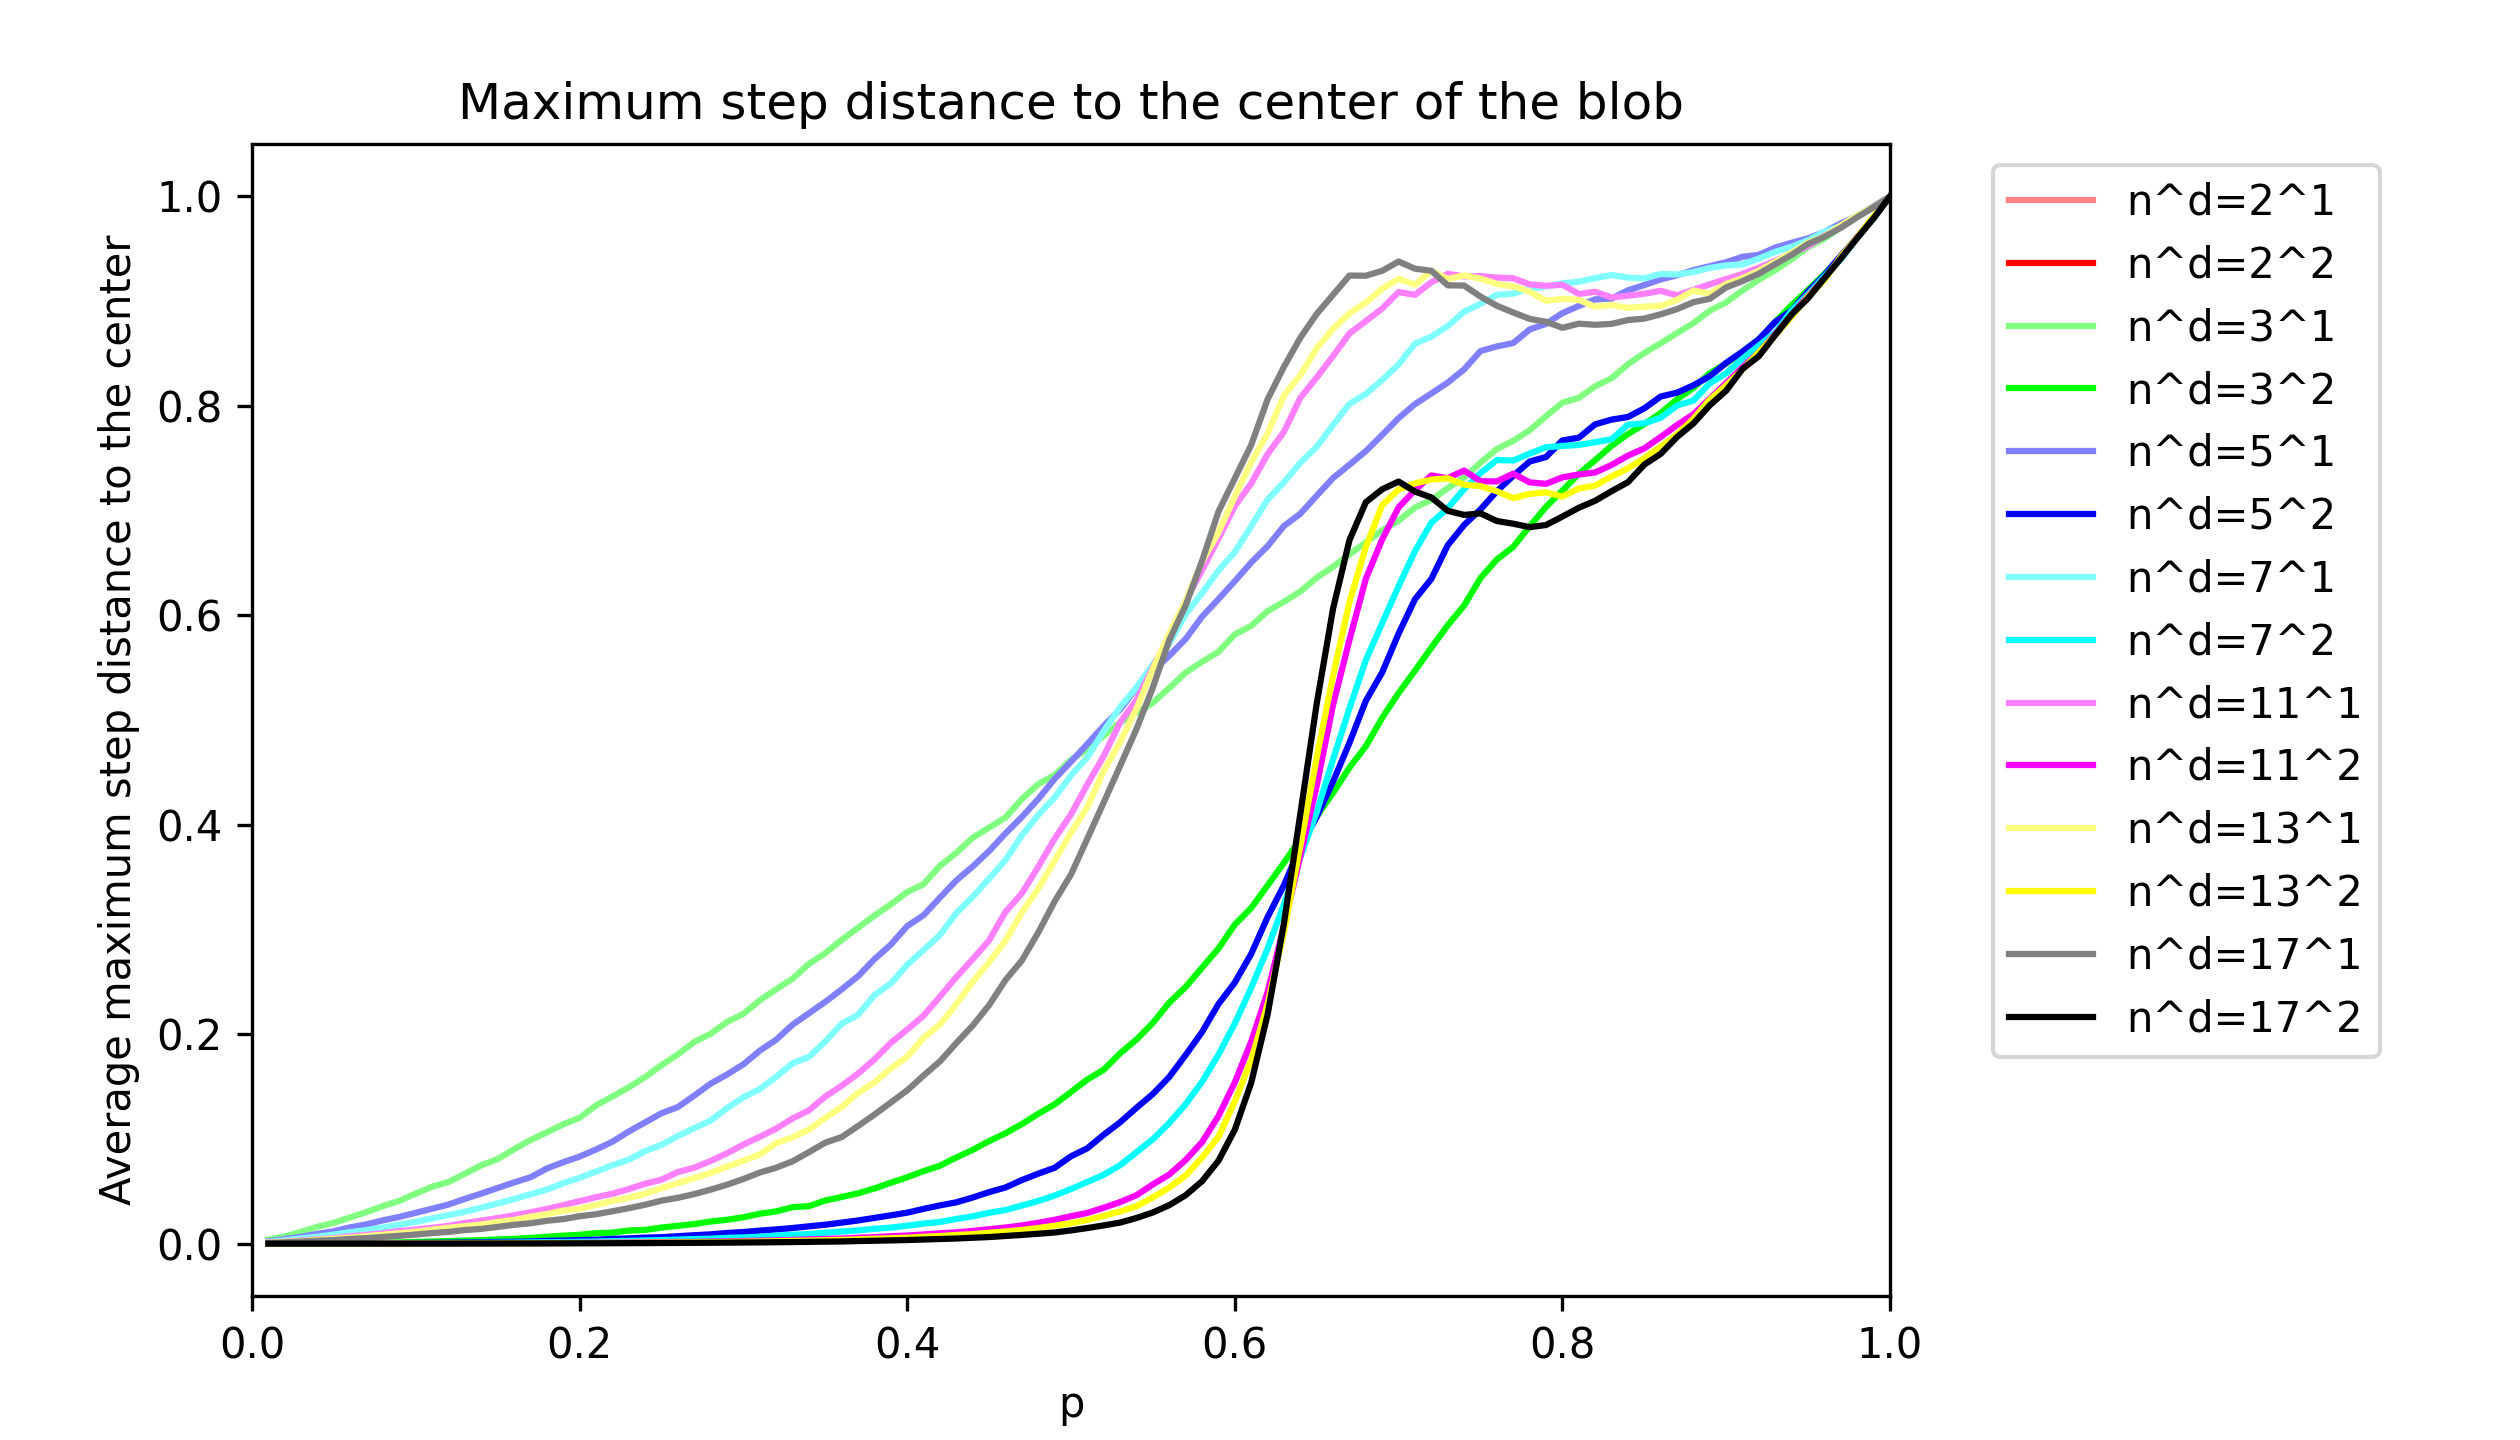 Maximum step distance to the center of the blob
Average maximum step distance to the center
1.0
0.8
0.6
0.4
0.2
0.0
0.0 0.2 0.4 0.6 0.8 1.0
p
n^d=2^1
n^d=2^2
n^d=3^1
n^d=3^2
n^d=5^1
n^d=5^2
n^d=7^1
n^d=7^2
n^d=11^1
n^d=11^2
n^d=13^1
n^d=13^2
n^d=17^1
n^d=17^2